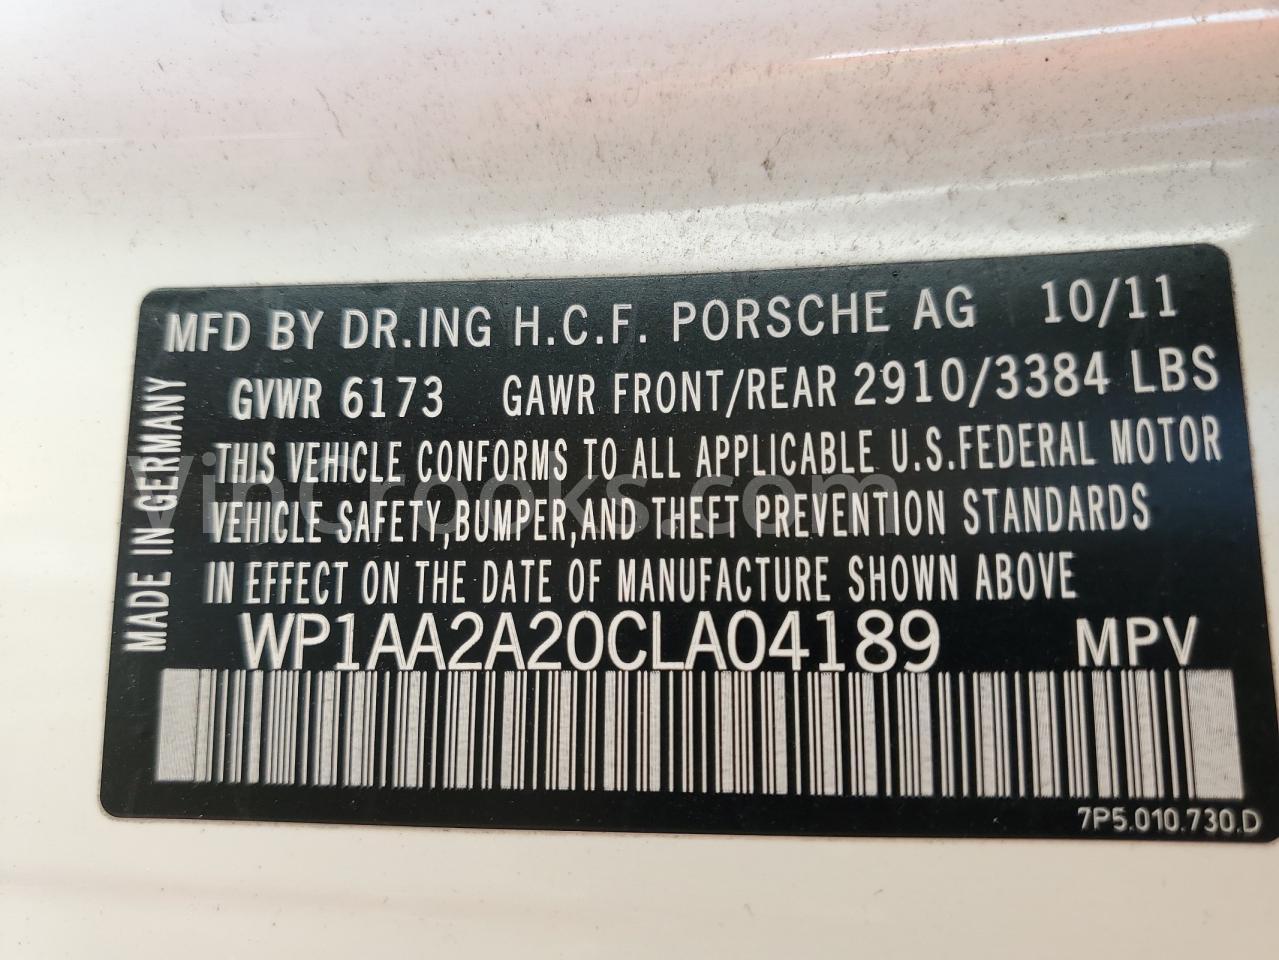 MFD BY DR.ING H.C.F. PORSCHE AG 10/11
GVWR 6173 GAWR FRONT/REAR 2910/3384 LBS
THIS VEHICLE CONFORMS TO ALL APPLICABLE U.S.FEDERAL MOTOR
VEHICLE SAFETY,BUMPER,AND THEFT PREVENTION STANDARDS
IN EFFECT ON THE DATE OF MANUFACTURE SHOWN ABOVE
WP1AA2A20CLA04189 MPV
7P5.010.730.D
MADE IN GERMANY
VinCrooks.com